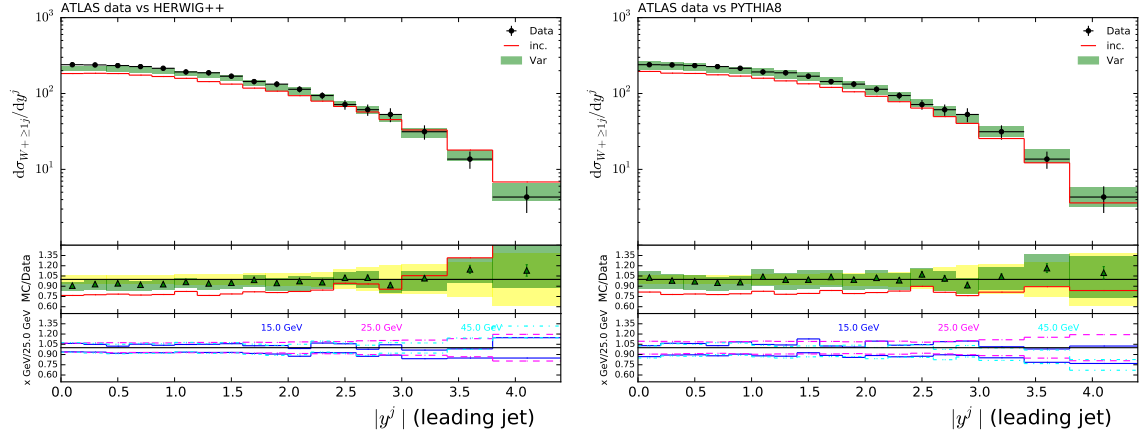 ATLAS data vs HERWIG++
10³
10²
10¹
dσ_{W+≥1j}/dy^j
Data
inc.
Var
MC/Data
1.35
1.20
1.05
0.90
0.75
0.60
x GeV/25.0 GeV
1.35
1.20
1.05
0.90
0.75
0.60
15.0 GeV
25.0 GeV
45.0 GeV
0.0 0.5 1.0 1.5 2.0 2.5 3.0 3.5 4.0
|y^j| (leading jet)
ATLAS data vs PYTHIA8
10³
10²
10¹
dσ_{W+≥1j}/dy^j
Data
inc.
Var
MC/Data
1.35
1.20
1.05
0.90
0.75
0.60
x GeV/25.0 GeV
1.35
1.20
1.05
0.90
0.75
0.60
15.0 GeV
25.0 GeV
45.0 GeV
0.0 0.5 1.0 1.5 2.0 2.5 3.0 3.5 4.0
|y^j| (leading jet)